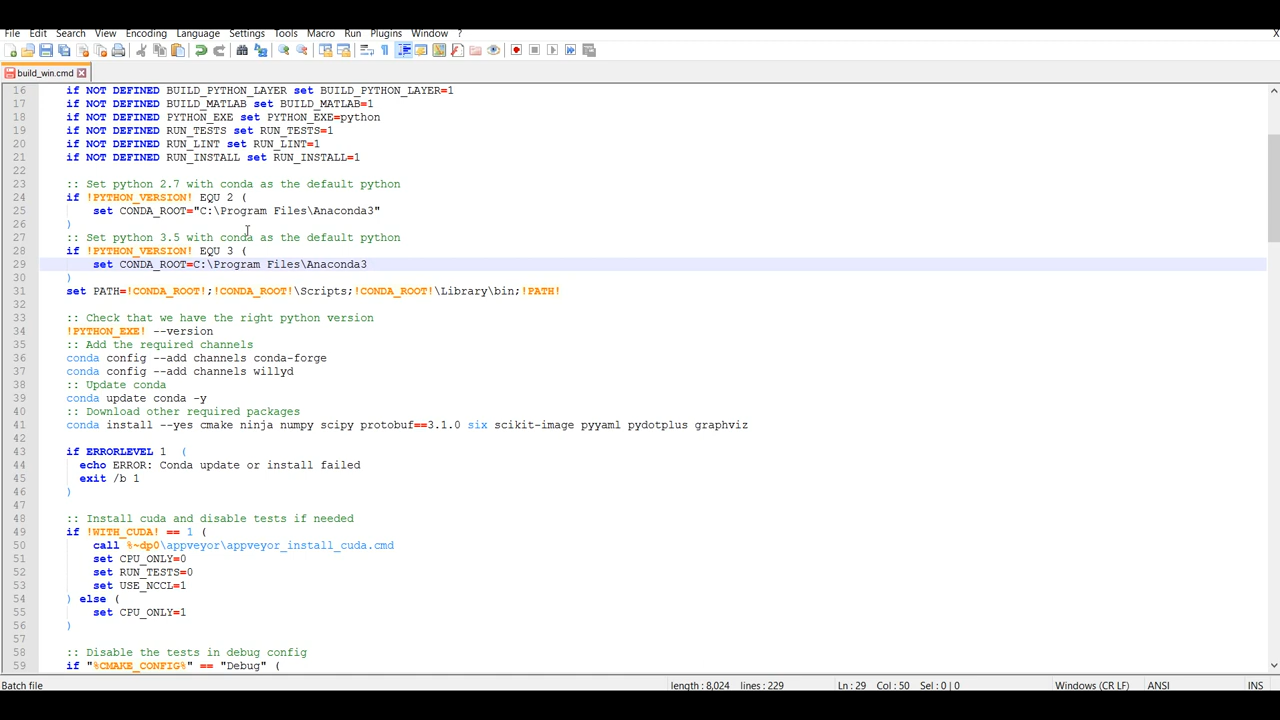 File Edit Search View Encoding Language Settings Tools Macro Run Plugins Window ? X
build_win.cmd
16 if NOT DEFINED BUILD_PYTHON_LAYER set BUILD_PYTHON_LAYER=1
17 if NOT DEFINED BUILD_MATLAB set BUILD_MATLAB=1
18 if NOT DEFINED PYTHON_EXE set PYTHON_EXE=python
19 if NOT DEFINED RUN_TESTS set RUN_TESTS=1
20 if NOT DEFINED RUN_LINT set RUN_LINT=1
21 if NOT DEFINED RUN_INSTALL set RUN_INSTALL=1
22
23 :: Set python 2.7 with conda as the default python
24 if !PYTHON_VERSION! EQU 2 (
25 set CONDA_ROOT="C:\Program Files\Anaconda3"
26 )
27 :: Set python 3.5 with conda as the default python
28 if !PYTHON_VERSION! EQU 3 (
29 set CONDA_ROOT=C:\Program Files\Anaconda3
30 )
31 set PATH=!CONDA_ROOT!;!CONDA_ROOT!\Scripts;!CONDA_ROOT!\Library\bin;!PATH!
32
33 :: Check that we have the right python version
34 !PYTHON_EXE! --version
35 :: Add the required channels
36 conda config --add channels conda-forge
37 conda config --add channels willyd
38 :: Update conda
39 conda update conda -y
40 :: Download other required packages
41 conda install --yes cmake ninja numpy scipy protobuf==3.1.0 six scikit-image pyyaml pydotplus graphviz
42
43 if ERRORLEVEL 1 (
44 echo ERROR: Conda update or install failed
45 exit /b 1
46 )
47
48 :: Install cuda and disable tests if needed
49 if !WITH_CUDA! == 1 (
50 call %~dp0\appveyor\appveyor_install_cuda.cmd
51 set CPU_ONLY=0
52 set RUN_TESTS=0
53 set USE_NCCL=1
54 ) else (
55 set CPU_ONLY=1
56 )
57
58 :: Disable the tests in debug config
59 if "%CMAKE_CONFIG%" == "Debug" (
Batch file length : 8,024 lines : 229 Ln : 29 Col : 50 Sel : 0 | 0 Windows (CR LF) ANSI INS